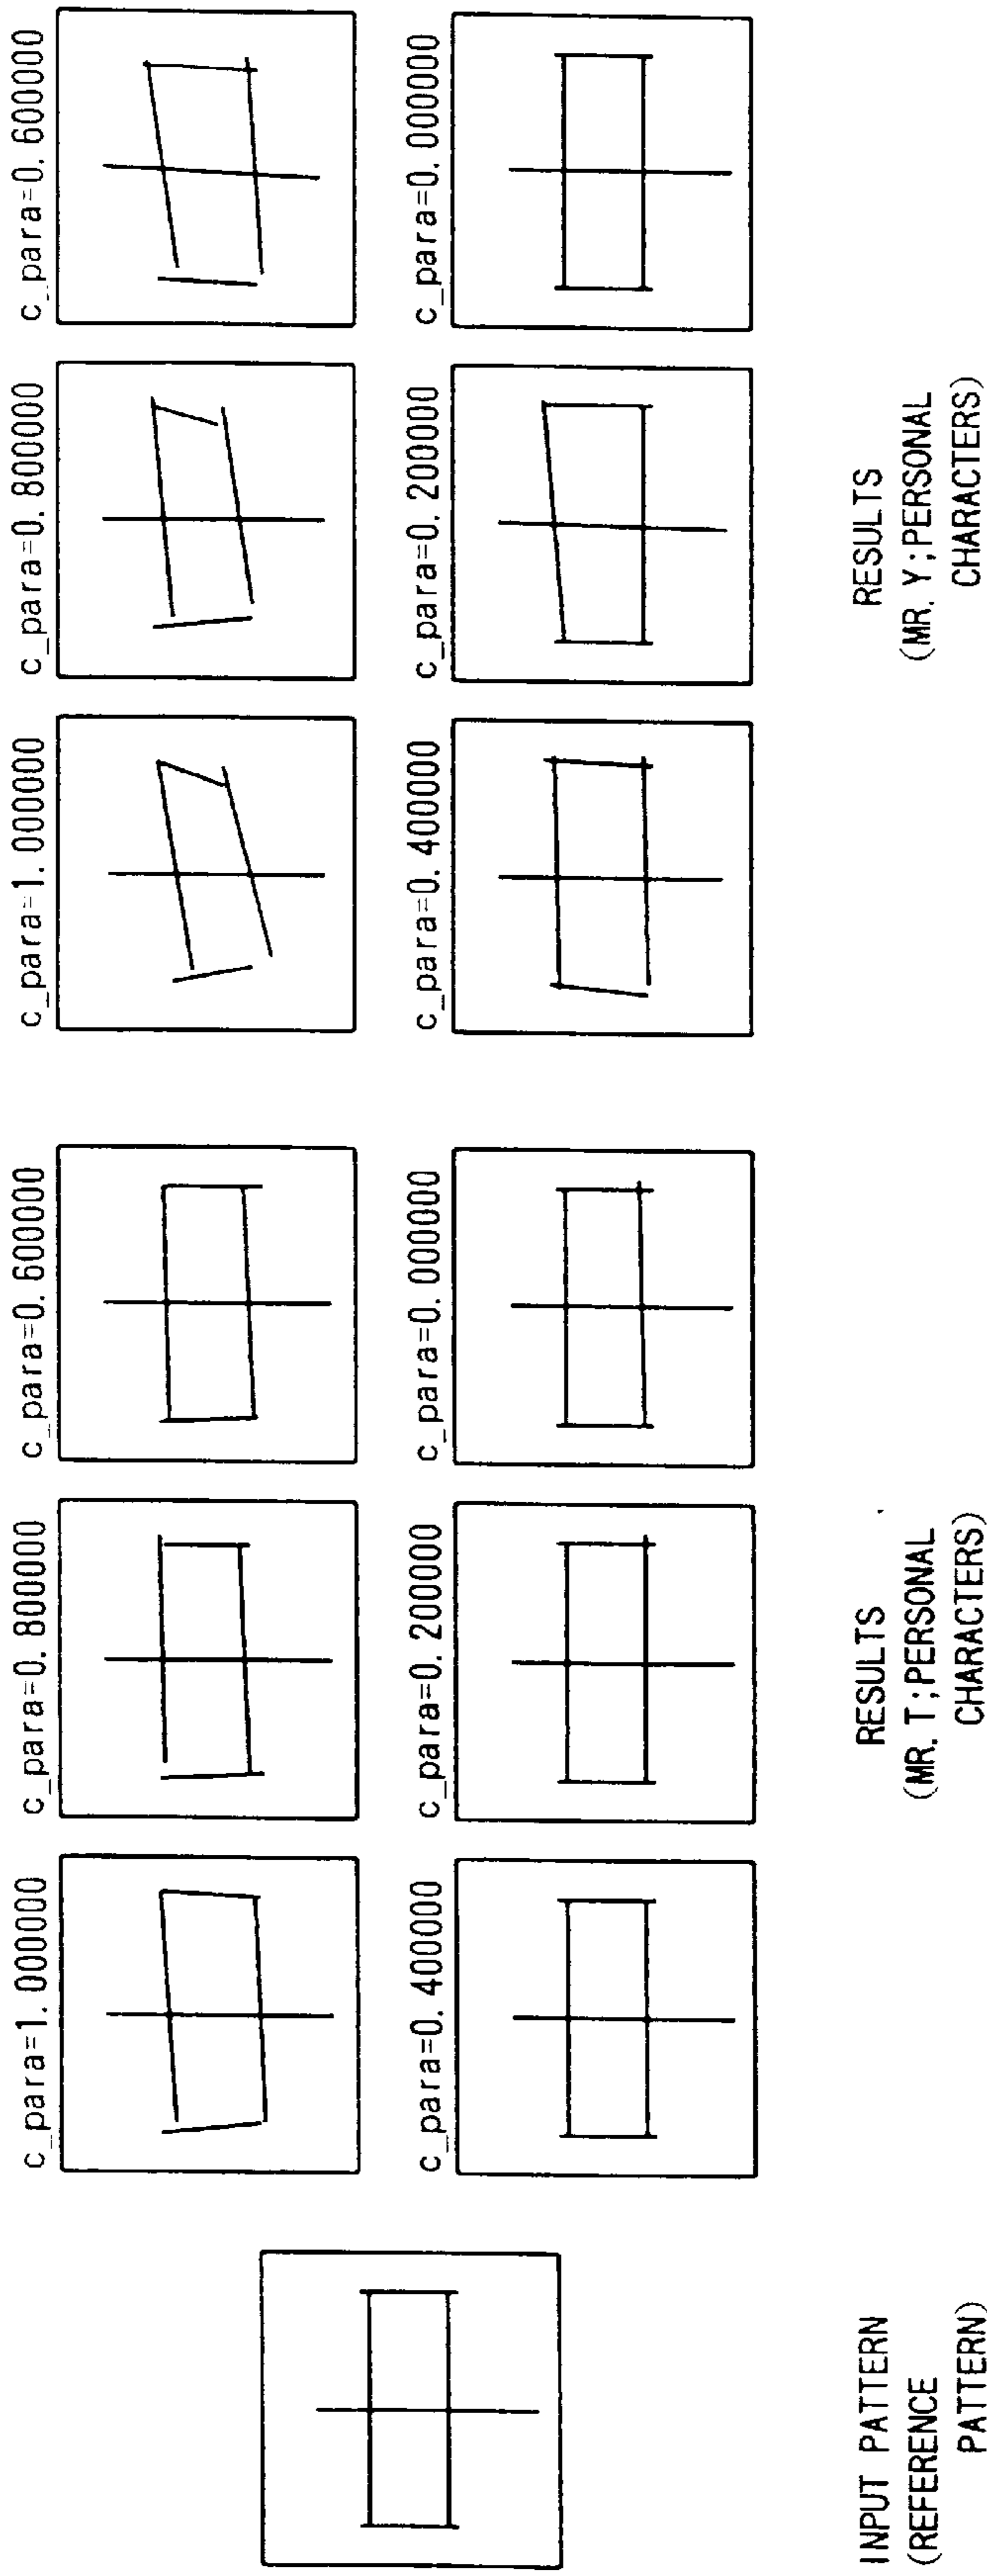 c_para=1.000000
c_para=0.800000
c_para=0.600000
c_para=0.400000
c_para=0.200000
c_para=0.000000
c_para=1.000000
c_para=0.800000
c_para=0.600000
c_para=0.400000
c_para=0.200000
c_para=0.000000
INPUT PATTERN
(REFERENCE
PATTERN)
RESULTS
(MR. T;PERSONAL
CHARACTERS)
RESULTS
(MR. Y;PERSONAL
CHARACTERS)